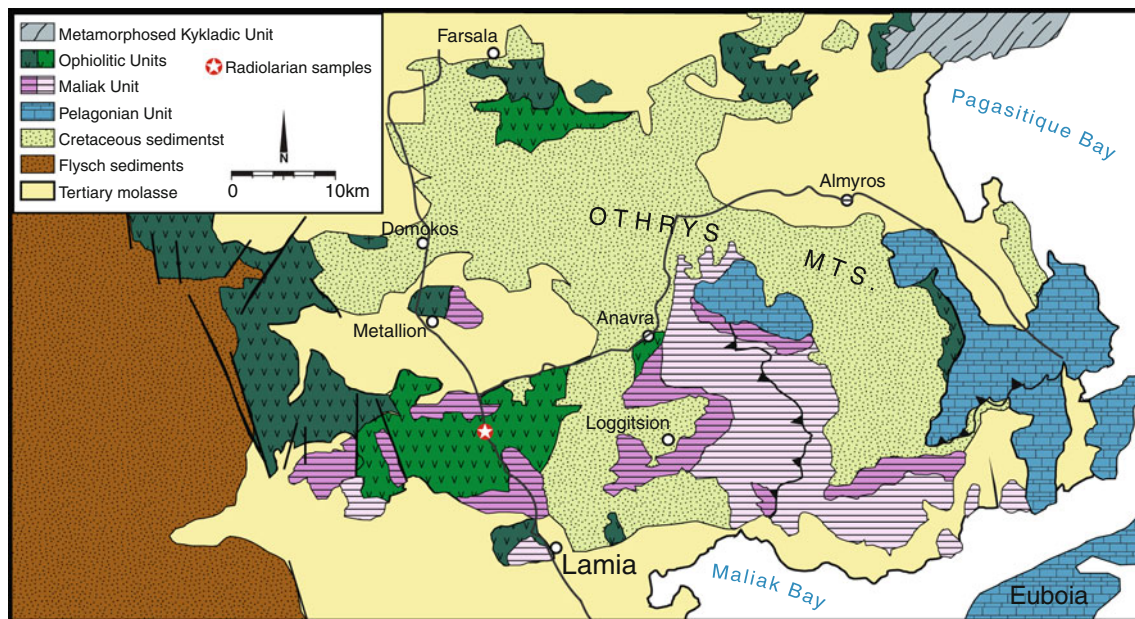 Metamorphosed Kykladic Unit
Ophiolitic Units
Radiolarian samples
Maliak Unit
Pelagonian Unit
Cretaceous sedimentst
Flysch sediments
Tertiary molasse
N
0 10km
Farsala
Pagasitique Bay
Almyros
OTHRYS
MTS.
Domokos
Metallion
Anavra
Loggitsion
Lamia
Maliak Bay
Euboia